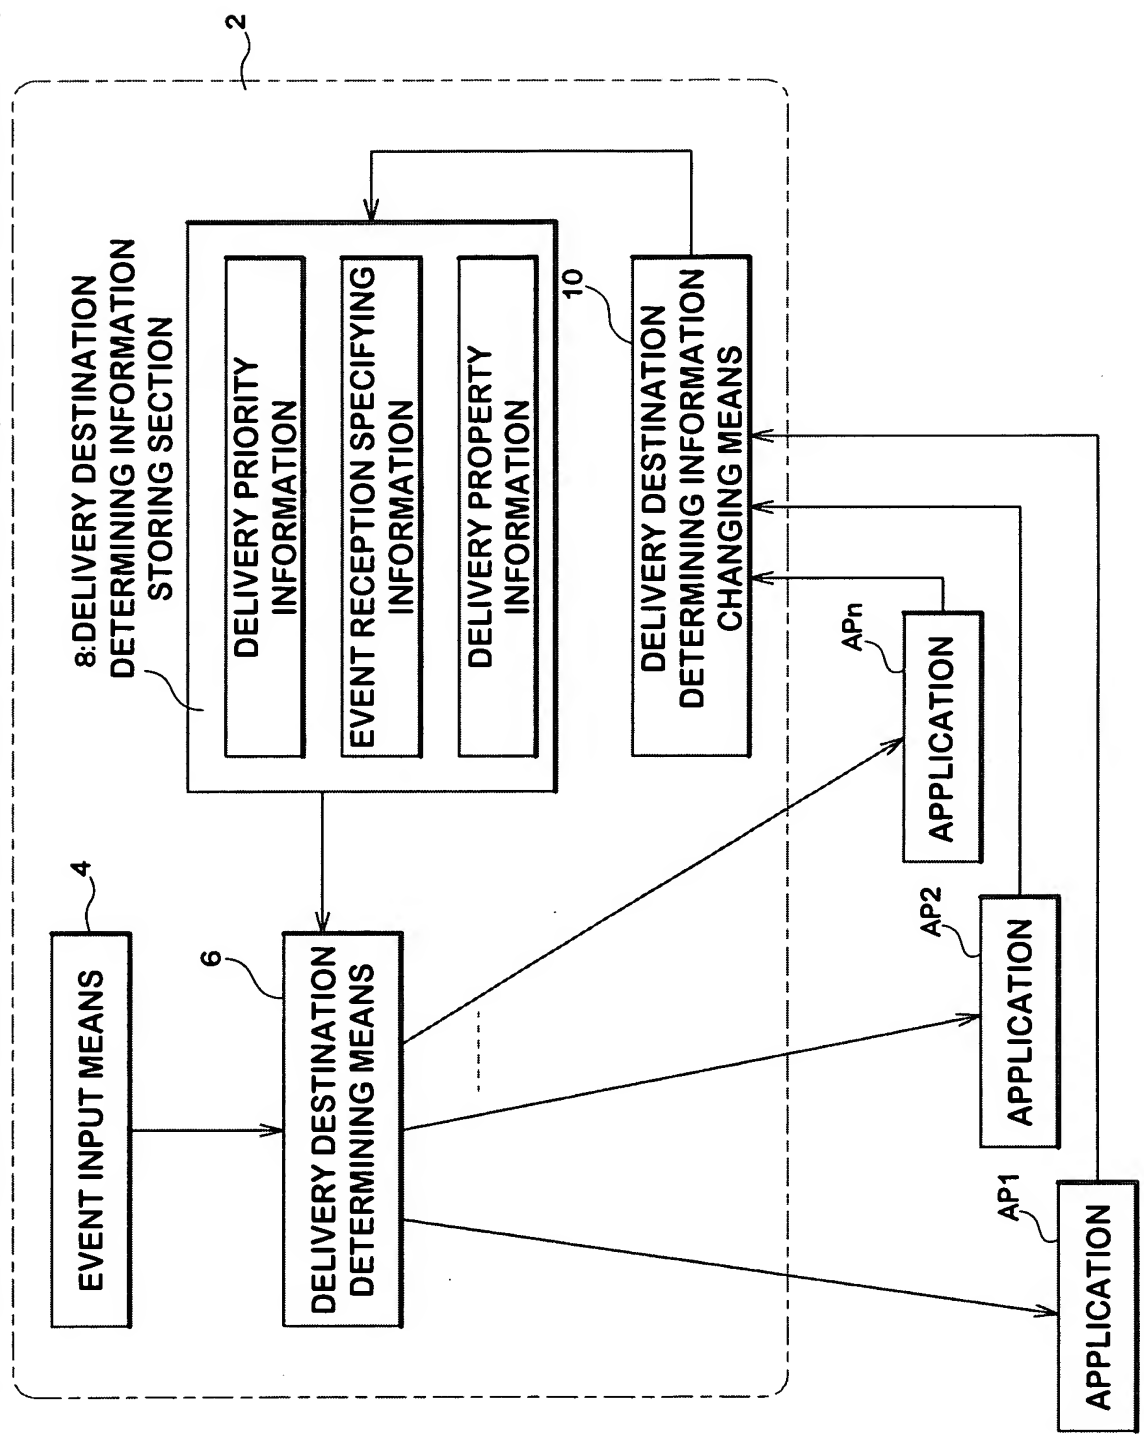 2
8:DELIVERY DESTINATION
DETERMINING INFORMATION
STORING SECTION
4
EVENT INPUT MEANS
6
DELIVERY DESTINATION
DETERMINING MEANS
DELIVERY PRIORITY
INFORMATION
EVENT RECEPTION SPECIFYING
INFORMATION
DELIVERY PROPERTY
INFORMATION
10
DELIVERY DESTINATION
DETERMINING INFORMATION
CHANGING MEANS
AP1
APPLICATION
AP2
APPLICATION
APn
APPLICATION